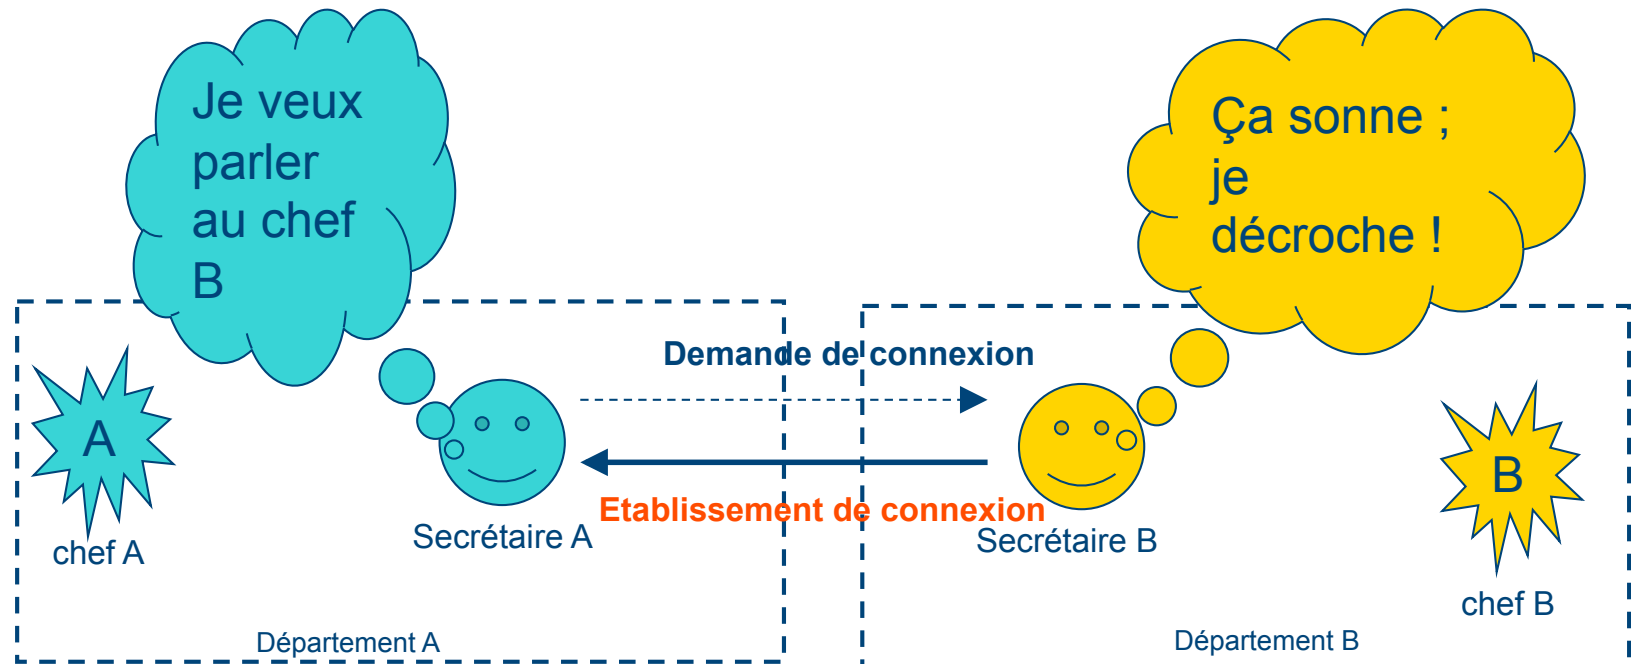 Je veux
parler
au chef
B
Ça sonne ;
je
décroche !
Demande de connexion
A
B
Etablissement de connexion
Secrétaire A
Secrétaire B
chef A
chef B
Département A
Département B